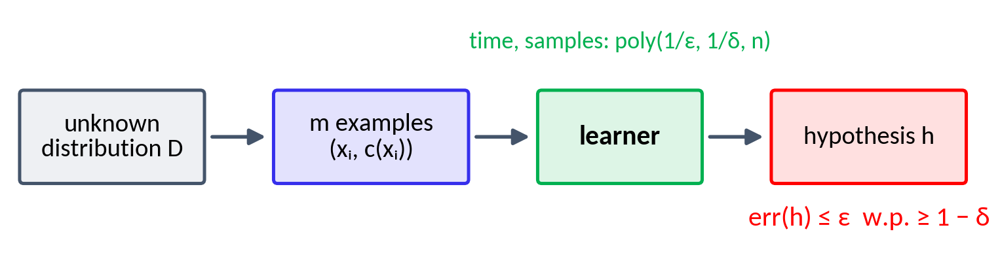 time, samples: poly(1/ε, 1/δ, n)
unknown
distribution D
m examples
(xᵢ, c(xᵢ))
learner
hypothesis h
err(h) ≤ ε  w.p. ≥ 1 − δ